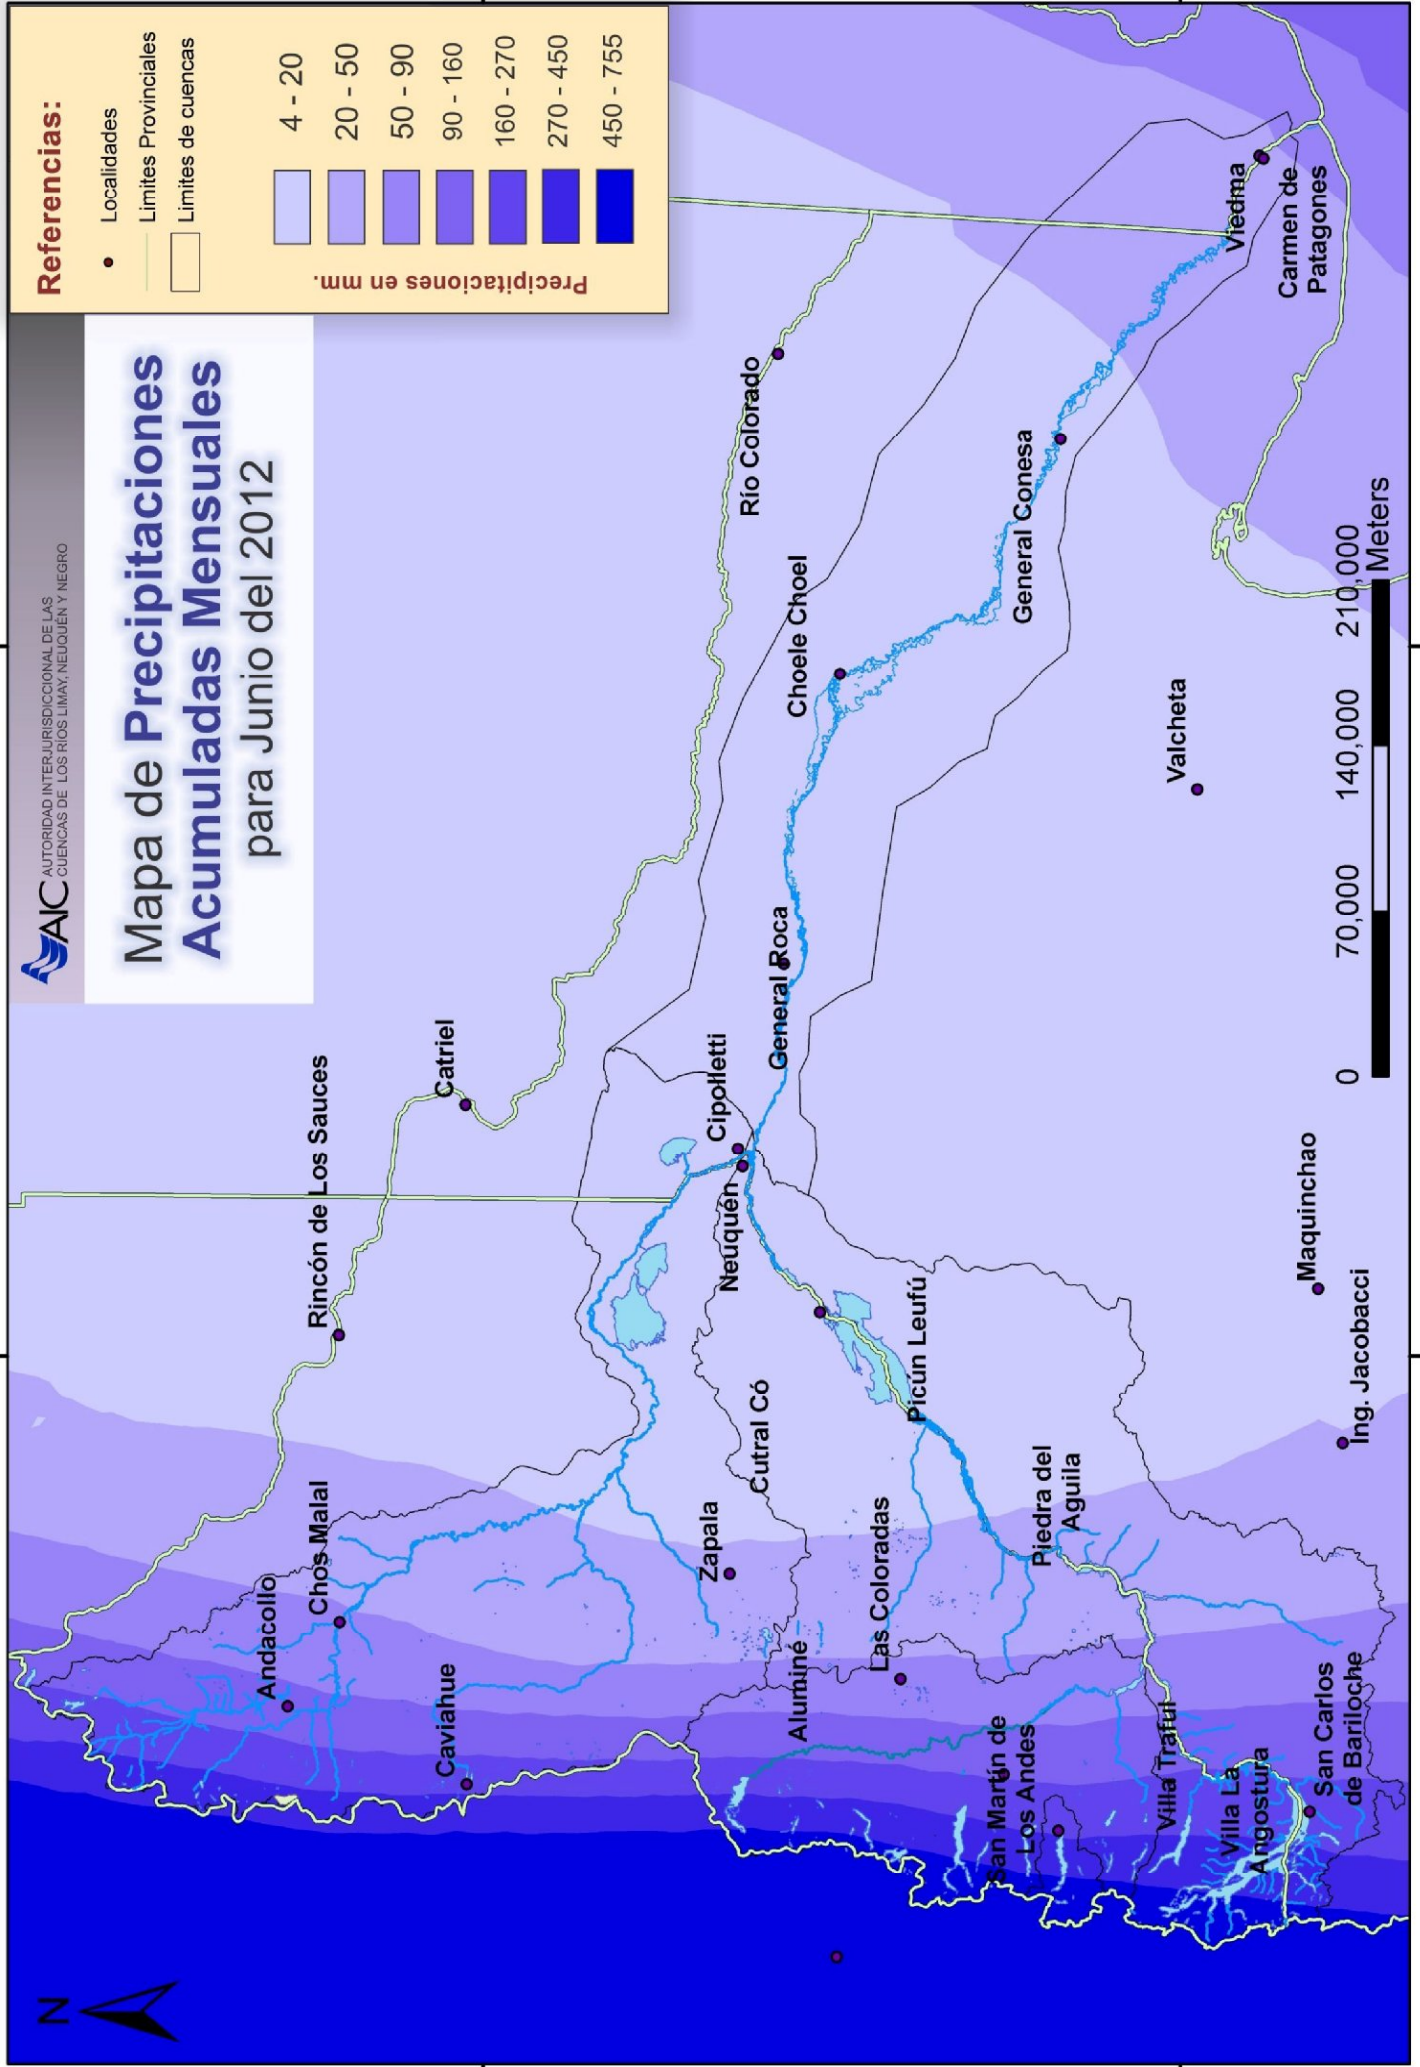 AIC
AUTORIDAD INTERJURISDICCIONAL DE LAS
CUENCAS DE LOS RÍOS LIMAY, NEUQUÉN Y NEGRO
Mapa de Precipitaciones
Acumuladas Mensuales
para Junio del 2012
Referencias:
Localidades
Limites Provinciales
Limites de cuencas
Precipitaciones en mm.
4 - 20
20 - 50
50 - 90
90 - 160
160 - 270
270 - 450
450 - 755
N
Andacollo
Chos Malal
Rincón de Los Sauces
Catriel
Caviahue
Zapala
Cutral Có
Neuquén
Cipolletti
General Roca
Choele Choel
Río Colorado
Aluminé
Las Coloradas
Picún Leufú
San Martín de
Los Andes
Piedra del
Aguila
General Conesa
Villa Traful
Valcheta
Villa La
Angostura
Viedma
Carmen de
Patagones
San Carlos
de Bariloche
Ing. Jacobacci
Maquinchao
0 70,000 140,000 210,000
Meters